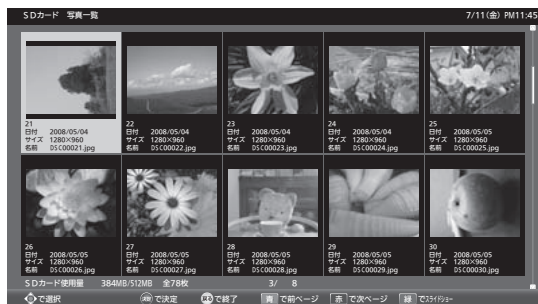 SDカード 写真一覧 7/11(金) PM11:45
21 22 23 24 25
日付 2008/05/04 日付 2008/05/04 日付 2008/05/04 日付 2008/05/04 日付 2008/05/05
サイズ 1280×960 サイズ 1280×960 サイズ 1280×960 サイズ 1280×960 サイズ 1280×960
名前 DSC00021.jpg 名前 DSC00022.jpg 名前 DSC00023.jpg 名前 DSC00024.jpg 名前 DSC00025.jpg
26 27 28 29 30
日付 2008/05/05 日付 2008/05/05 日付 2008/05/05 日付 2008/05/05 日付 2008/05/05
サイズ 1280×960 サイズ 1280×960 サイズ 1280×960 サイズ 1280×960 サイズ 1280×960
名前 DSC00026.jpg 名前 DSC00027.jpg 名前 DSC00028.jpg 名前 DSC00029.jpg 名前 DSC00030.jpg
SDカード使用量 384MB/512MB 全78枚 3/ 8
で選択 決定 で決定 戻る で終了 青 で前ページ 赤 で次ページ 緑 でスライドショー